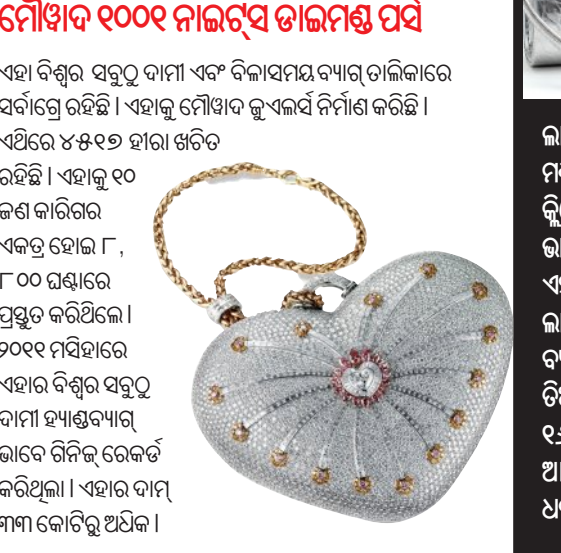 ମୌୱାଦ ୧୦୦୧ ନାଇଟ୍ସ ଡାଇମଣ୍ଡ ପର୍ସ
ଏହା ବିଶ୍ୱର ସବୁଠୁ ଦାମୀ ଏବଂ ବିଳାସମୟ ବ୍ୟାଗ୍ ତାଲିକାରେ
ସର୍ବାଗ୍ରେ ରହିଛି । ଏହାକୁ ମୌୱାଦ ଜୁଏଲର୍ସ ନିର୍ମାଣ କରିଛି ।
ଏଥିରେ ୪୫୧୭ ହୀରା ଖଚିତ
ରହିଛି । ଏହାକୁ ୧୦
ଜଣ କାରିଗର
ଏକତ୍ର ହୋଇ ୮,
୮୦୦ ଘଣ୍ଟାରେ
ପ୍ରସ୍ତୁତ କରିଥିଲେ ।
୨୦୧୧ ମସିହାରେ
ଏହାର ବିଶ୍ୱର ସବୁଠୁ
ଦାମୀ ହ୍ୟାଣ୍ଡବ୍ୟାଗ୍
ଭାବେ ଗିନିଜ୍ ରେକର୍ଡ
କରିଥିଲା । ଏହାର ଦାମ୍
୩୩ କୋଟିରୁ ଅଧିକ ।